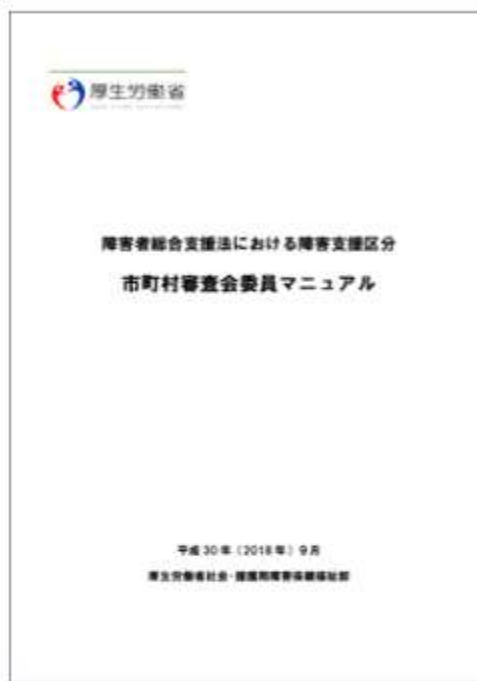 厚生労働省
障害者総合支援法における障害支援区分
市町村審査会委員マニュアル
平成30年（2018年）9月
厚生労働省社会・援護局障害保健福祉部